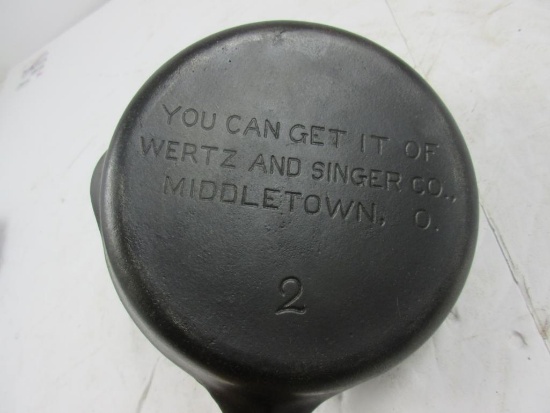 YOU CAN GET IT OF
WERTZ AND SINGER CO.,
MIDDLETOWN, O.
2